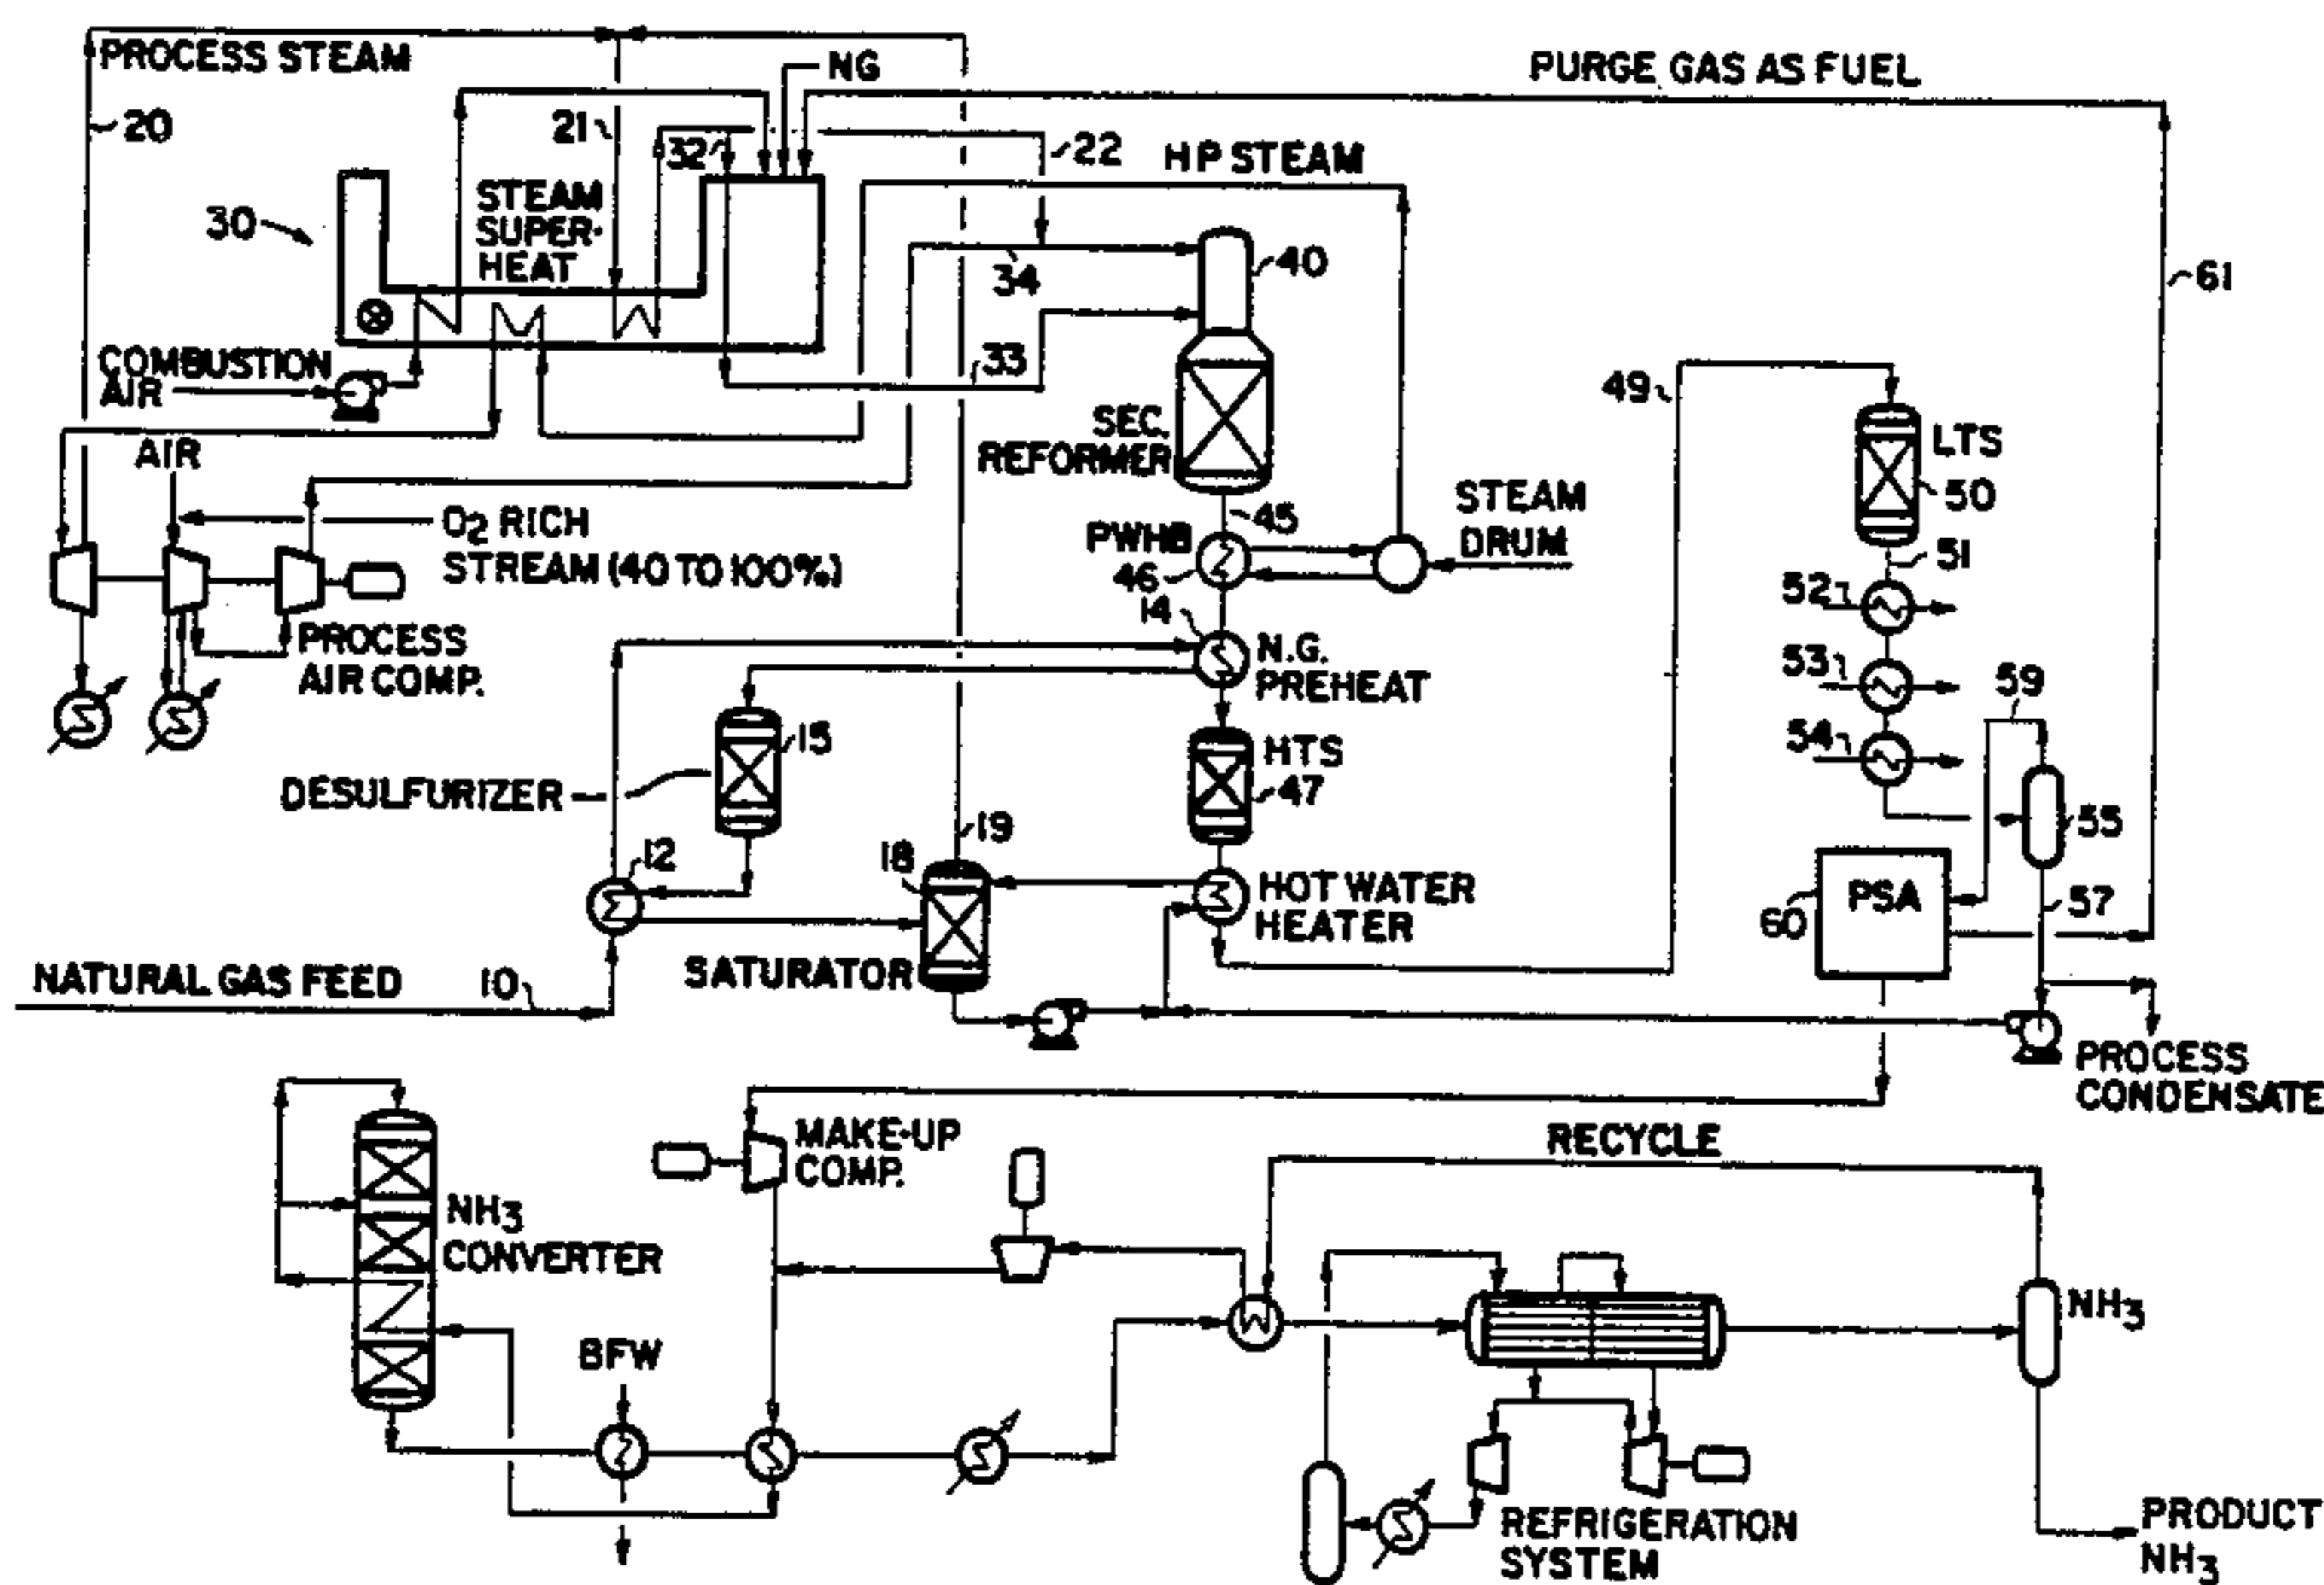 PROCESS STEAM
NG
PURGE GAS AS FUEL
20
21
32
22
HP STEAM
30
STEAM
SUPER-
HEAT
34
40
61
COMBUSTION
AIR
33
49
AIR
SEC.
REFORMER
LTS
50
O2 RICH
STREAM (40 TO 100%)
45
PWHB
46
STEAM
DRUM
51
52
14
PROCESS
AIR COMP.
N.G.
PREHEAT
53
59
15
54
DESULFURIZER
HTS
47
19
55
12
18
HOT WATER
HEATER
PSA
60
57
NATURAL GAS FEED
10
SATURATOR
PROCESS
CONDENSATE
MAKE-UP
COMP.
RECYCLE
NH3
CONVERTER
NH3
BFW
REFRIGERATION
SYSTEM
PRODUCT
NH3